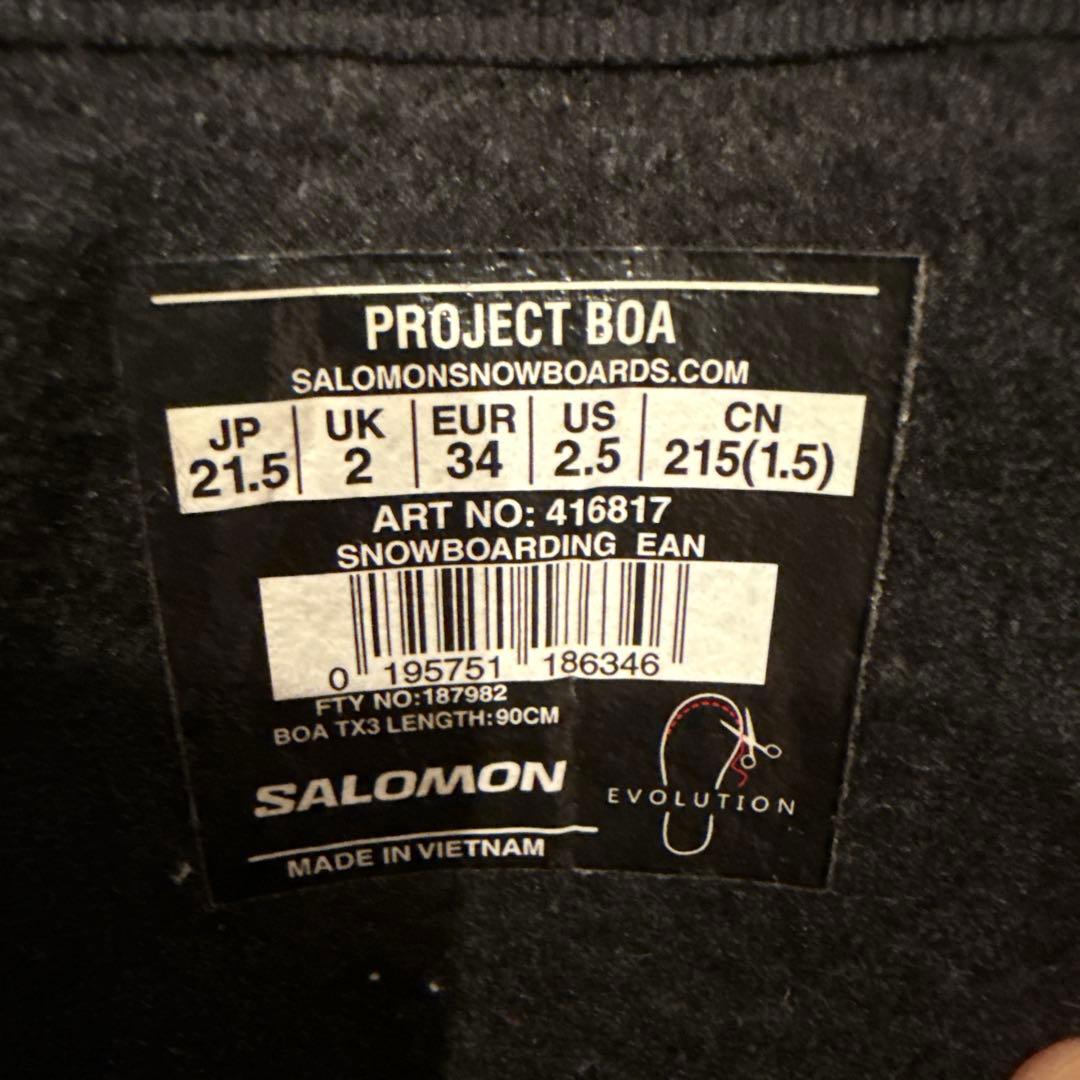 PROJECT BOA
SALOMONSNOWBOARDS.COM
JP UK EUR US CN
21.5 2 34 2.5 215(1.5)
ART NO: 416817
SNOWBOARDING EAN
0 195751 186346
FTY NO:187982
BOA TX3 LENGTH:90CM
SALOMON
EVOLUTION
MADE IN VIETNAM